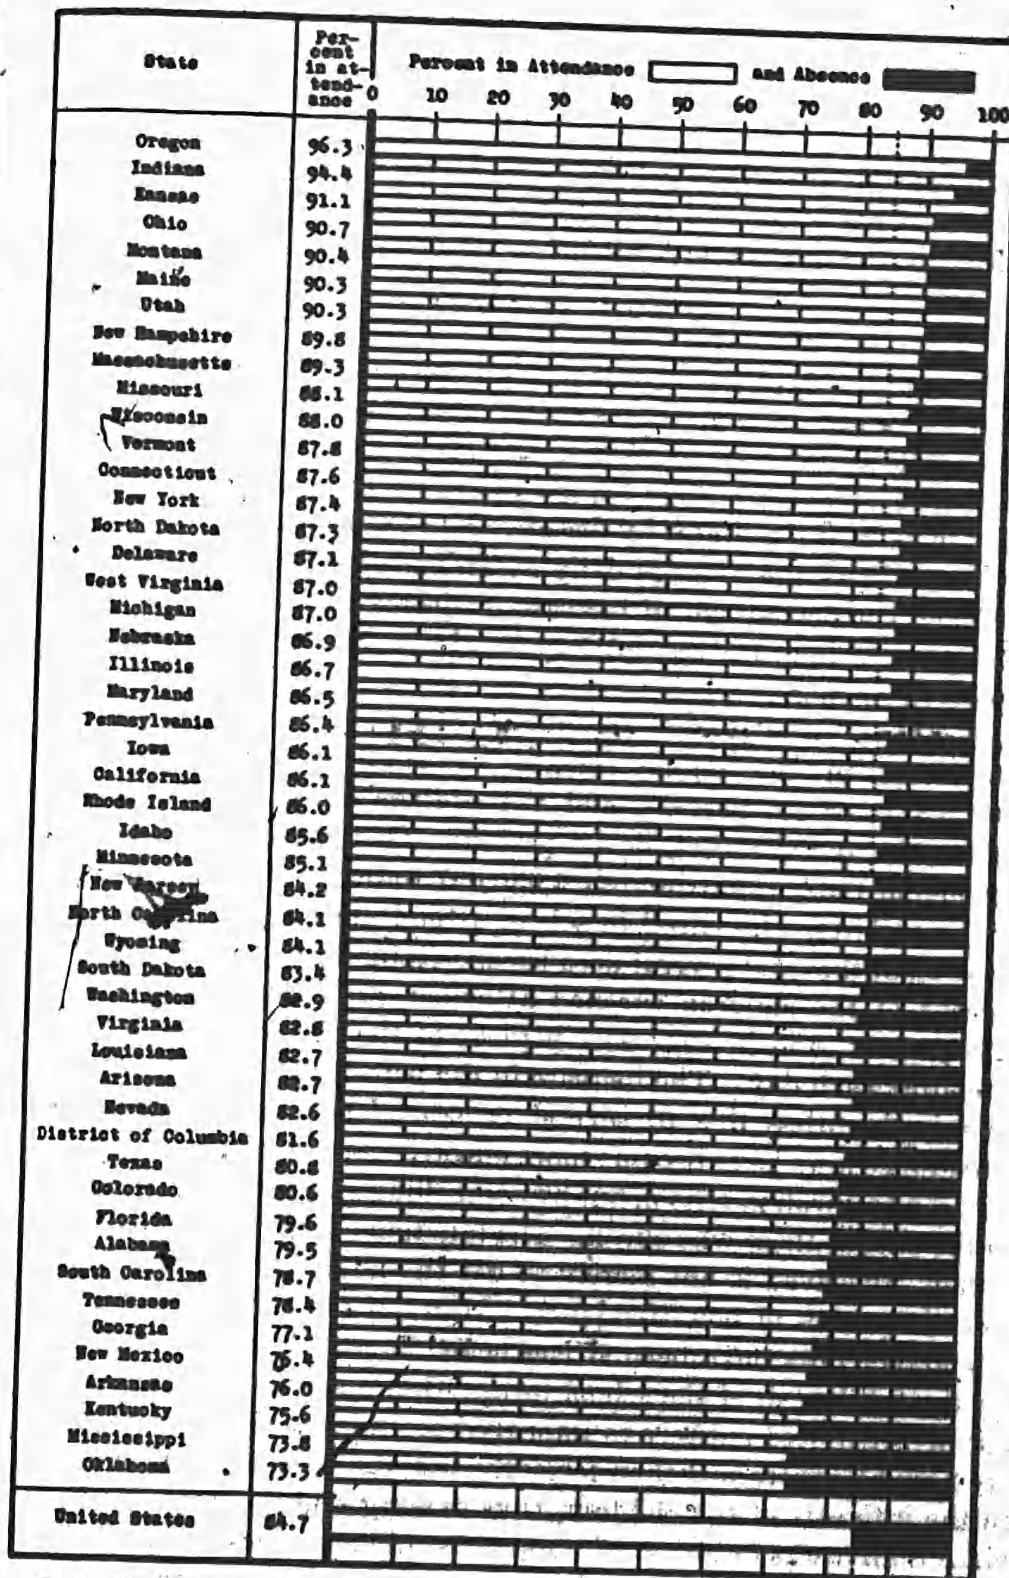 State
Per-
cent
in at-
tend-
ance
Percent in Attendance and Absence
0 10 20 30 40 50 60 70 80 90 100
Oregon 96.3
Indiana 94.4
Kansas 91.1
Ohio 90.7
Montana 90.4
Maine 90.3
Utah 90.3
New Hampshire 89.8
Massachusetts 89.3
Missouri 88.1
Wisconsin 88.0
Vermont 87.8
Connecticut 87.6
New York 87.4
North Dakota 87.3
Delaware 87.1
West Virginia 87.0
Michigan 87.0
Nebraska 86.9
Illinois 86.7
Maryland 86.5
Pennsylvania 86.4
Iowa 86.1
California 86.1
Rhode Island 86.0
Idaho 85.6
Minnesota 85.1
New Jersey 84.2
North Carolina 84.1
Wyoming 84.1
South Dakota 83.4
Washington 82.9
Virginia 82.8
Louisiana 82.7
Arizona 82.7
Nevada 82.6
District of Columbia 81.6
Texas 80.8
Colorado 80.6
Florida 79.6
Alabama 79.5
South Carolina 78.7
Tennessee 78.4
Georgia 77.1
New Mexico 76.4
Arkansas 76.0
Kentucky 75.6
Mississippi 73.8
Oklahoma 73.3
United States 84.7